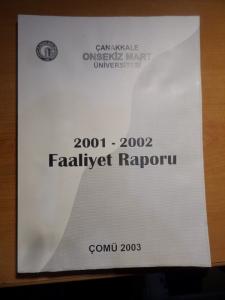 ÇANAKKALE
ONSEKİZ MART
ÜNİVERSİTESİ
2001 - 2002
Faaliyet Raporu
ÇOMÜ 2003